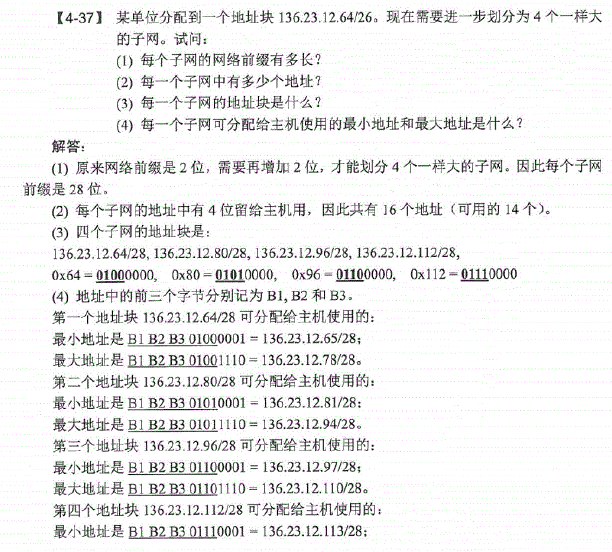 【4-37】 某单位分配到一个地址块 136.23.12.64/26。现在需要进一步划分为 4 个一样大
的子网。试问：
(1) 每个子网的网络前缀有多长？
(2) 每一个子网中有多少个地址？
(3) 每一个子网的地址块是什么？
(4) 每一个子网可分配给主机使用的最小地址和最大地址是什么？
解答：
(1) 原来网络前缀是 2 位，需要再增加 2 位，才能划分 4 个一样大的子网。因此每个子网
前缀是 28 位。
(2) 每个子网的地址中有 4 位留给主机用，因此共有 16 个地址（可用的 14 个）。
(3) 四个子网的地址块是：
136.23.12.64/28, 136.23.12.80/28, 136.23.12.96/28, 136.23.12.112/28,
0x64 = 01000000, 0x80 = 01010000, 0x96 = 01100000, 0x112 = 01110000
(4) 地址中的前三个字节分别记为 B1, B2 和 B3。
第一个地址块 136.23.12.64/28 可分配给主机使用的：
最小地址是 B1 B2 B3 01000001 = 136.23.12.65/28；
最大地址是 B1 B2 B3 01001110 = 136.23.12.78/28。
第二个地址块 136.23.12.80/28 可分配给主机使用的：
最小地址是 B1 B2 B3 01010001 = 136.23.12.81/28；
最大地址是 B1 B2 B3 01011110 = 136.23.12.94/28。
第三个地址块 136.23.12.96/28 可分配给主机使用的：
最小地址是 B1 B2 B3 01100001 = 136.23.12.97/28；
最大地址是 B1 B2 B3 01101110 = 136.23.12.110/28。
第四个地址块 136.23.12.112/28 可分配给主机使用的：
最小地址是 B1 B2 B3 01110001 = 136.23.12.113/28；